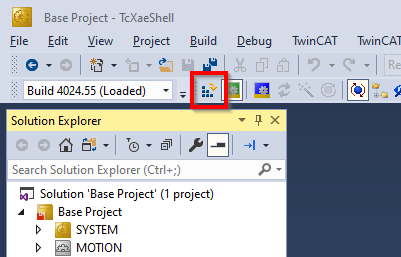 Base Project - TcXaeShell
File Edit View Project Build Debug TwinCAT TwinCAT
Build 4024.55 (Loaded)
Solution Explorer
Search Solution Explorer (Ctrl+;)
Solution 'Base Project' (1 project)
Base Project
SYSTEM
MOTION